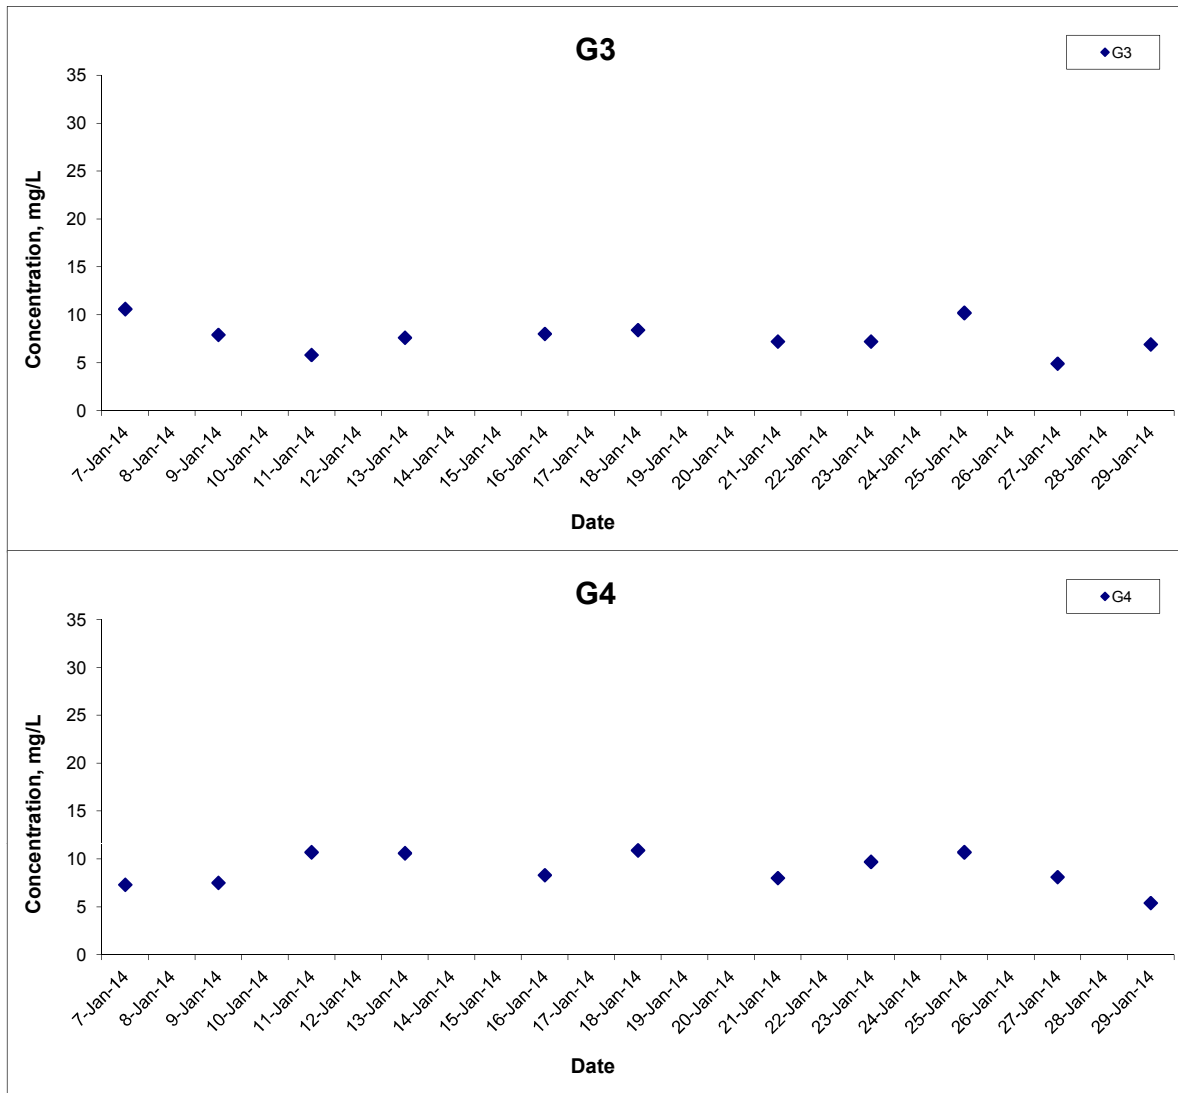 G3
G3
35
30
25
20
15
10
5
0
Concentration, mg/L
7-Jan-14
8-Jan-14
9-Jan-14
10-Jan-14
11-Jan-14
12-Jan-14
13-Jan-14
14-Jan-14
15-Jan-14
16-Jan-14
17-Jan-14
18-Jan-14
19-Jan-14
20-Jan-14
21-Jan-14
22-Jan-14
23-Jan-14
24-Jan-14
25-Jan-14
26-Jan-14
27-Jan-14
28-Jan-14
29-Jan-14
Date
G4
G4
35
30
25
20
15
10
5
0
Concentration, mg/L
7-Jan-14
8-Jan-14
9-Jan-14
10-Jan-14
11-Jan-14
12-Jan-14
13-Jan-14
14-Jan-14
15-Jan-14
16-Jan-14
17-Jan-14
18-Jan-14
19-Jan-14
20-Jan-14
21-Jan-14
22-Jan-14
23-Jan-14
24-Jan-14
25-Jan-14
26-Jan-14
27-Jan-14
28-Jan-14
29-Jan-14
Date